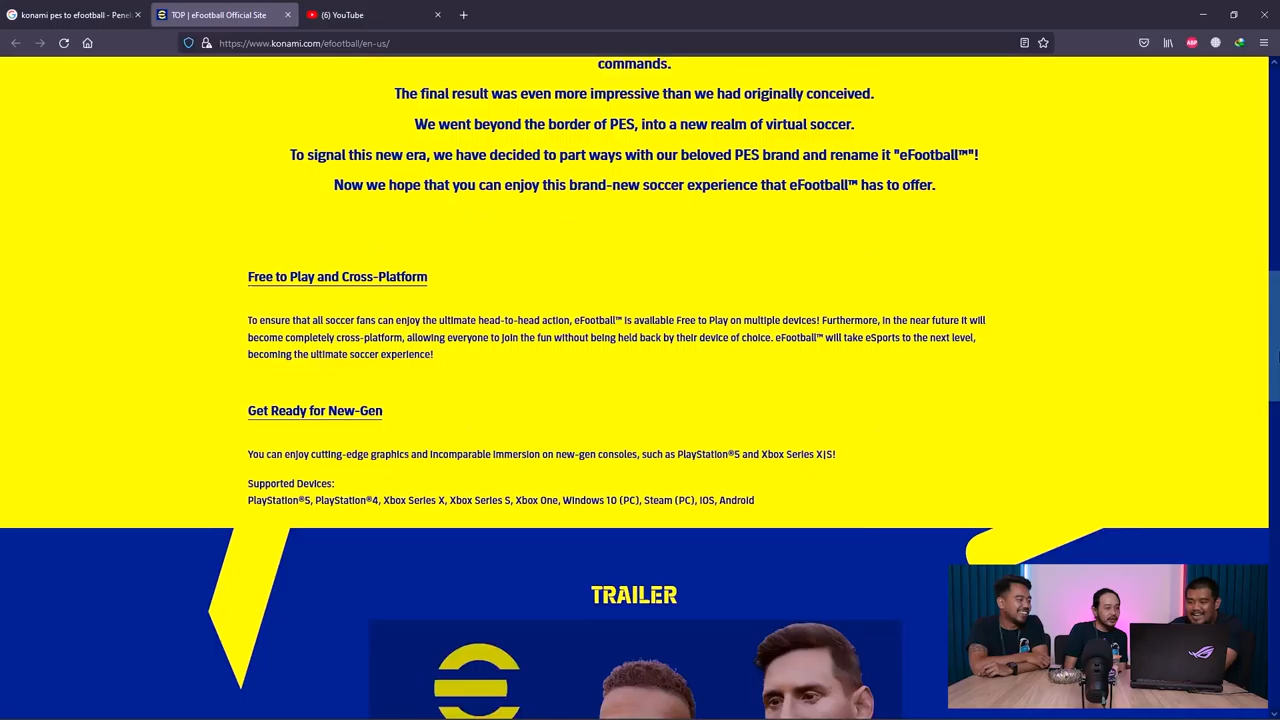 konami pes to efootball - Penel
TOP | eFootball Official Site
(6) YouTube
https://www.konami.com/efootball/en-us/
ABP
commands.
The final result was even more impressive than we had originally conceived.
We went beyond the border of PES, into a new realm of virtual soccer.
To signal this new era, we have decided to part ways with our beloved PES brand and rename it "eFootball™"!
Now we hope that you can enjoy this brand-new soccer experience that eFootball™ has to offer.
Free to Play and Cross-Platform
To ensure that all soccer fans can enjoy the ultimate head-to-head action, eFootball™ is available Free to Play on multiple devices! Furthermore, in the near future it will
become completely cross-platform, allowing everyone to join the fun without being held back by their device of choice. eFootball™ will take eSports to the next level,
becoming the ultimate soccer experience!
Get Ready for New-Gen
You can enjoy cutting-edge graphics and incomparable immersion on new-gen consoles, such as PlayStation®5 and Xbox Series X|S!
Supported Devices:
PlayStation®5, PlayStation®4, Xbox Series X, Xbox Series S, Xbox One, Windows 10 (PC), Steam (PC), iOS, Android
TRAILER